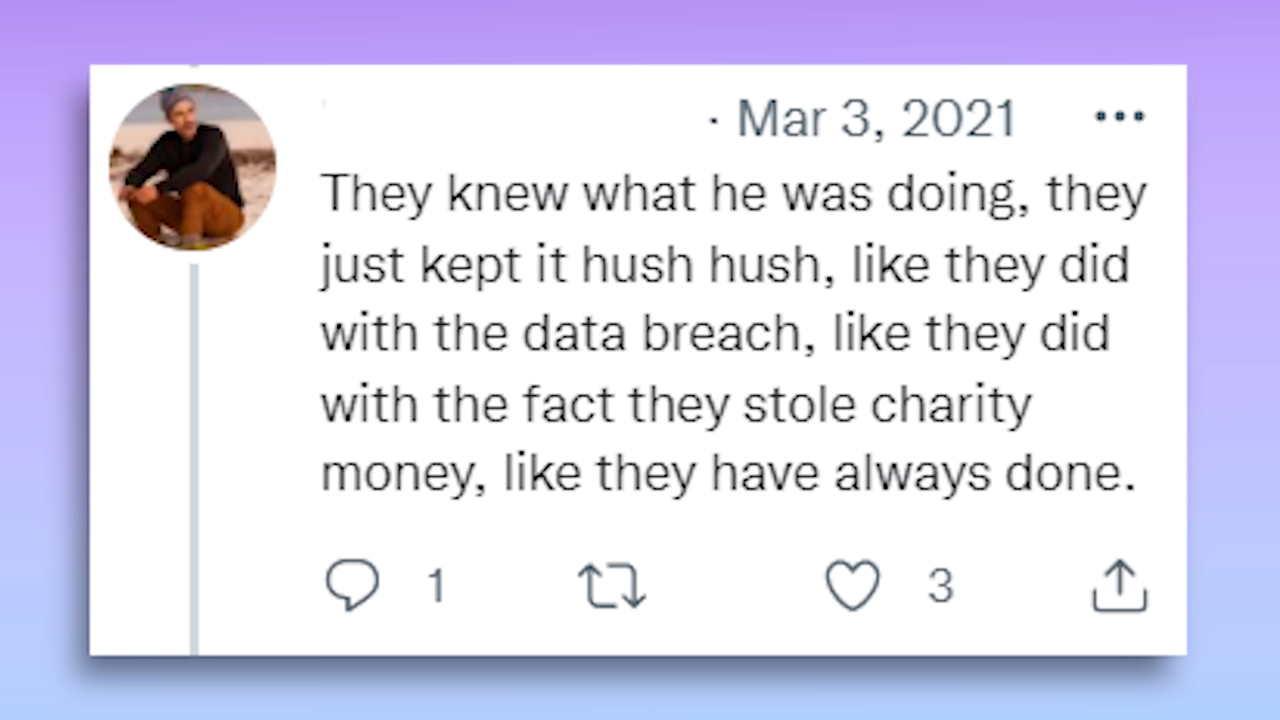 · Mar 3, 2021 •••
They knew what he was doing, they
just kept it hush hush, like they did
with the data breach, like they did
with the fact they stole charity
money, like they have always done.
1 3